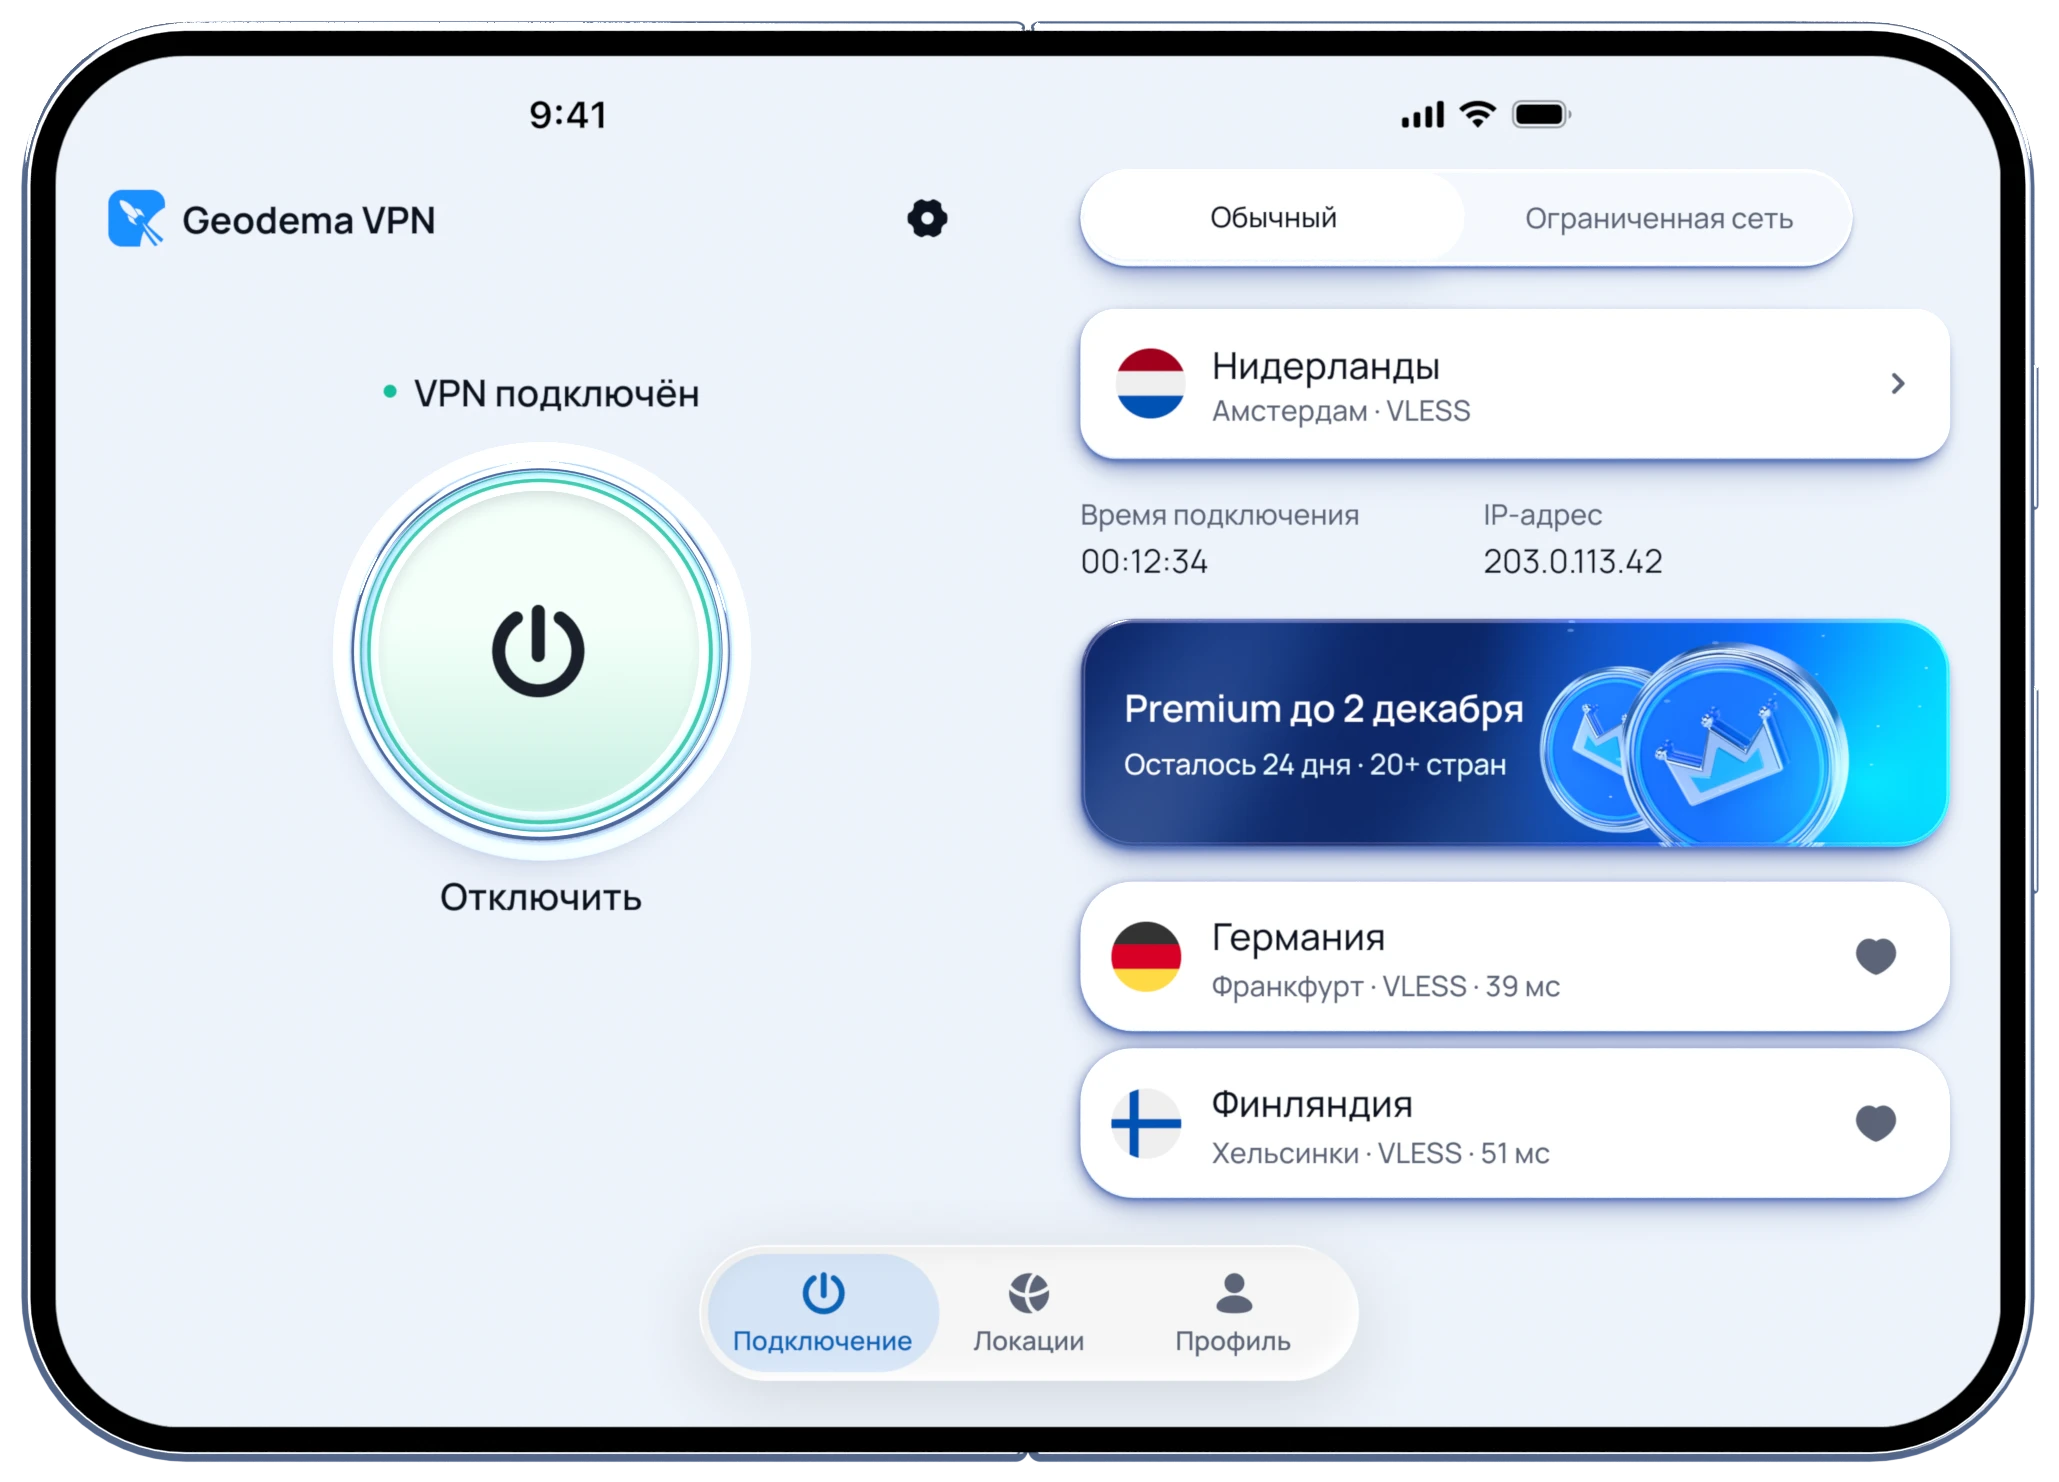 9:41
Geodema VPN
VPN подключён
Отключить
Обычный
Ограниченная сеть
Нидерланды
Амстердам · VLESS
Время подключения
00:12:34
IP-адрес
203.0.113.42
Premium до 2 декабря
Осталось 24 дня · 20+ стран
Германия
Франкфурт · VLESS · 39 мс
Финляндия
Хельсинки · VLESS · 51 мс
Подключение
Локации
Профиль